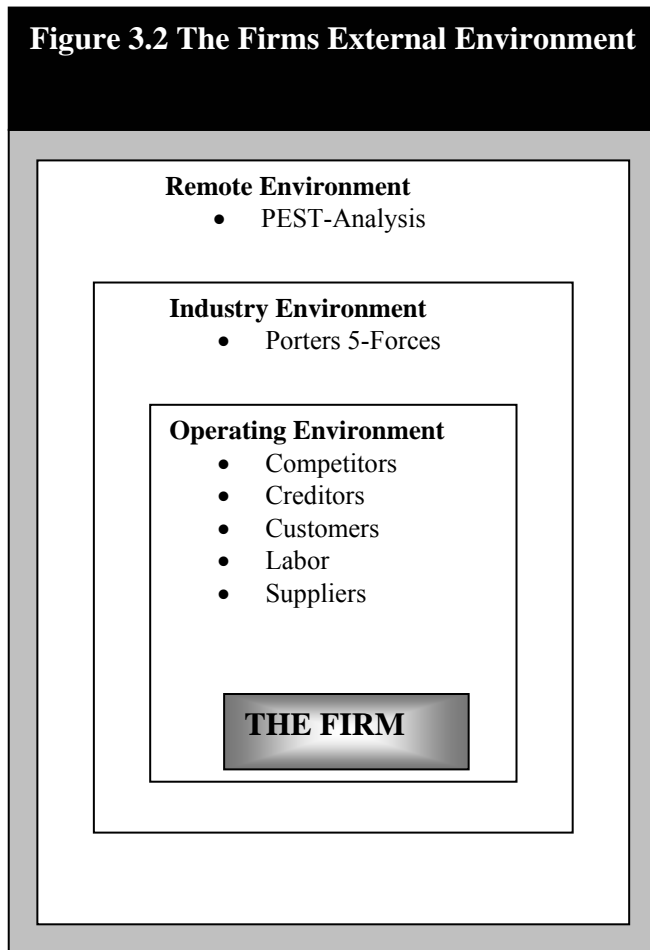 Figure 3.2 The Firms External Environment
Remote Environment
• PEST-Analysis
Industry Environment
• Porters 5-Forces
Operating Environment
• Competitors
• Creditors
• Customers
• Labor
• Suppliers
THE FIRM